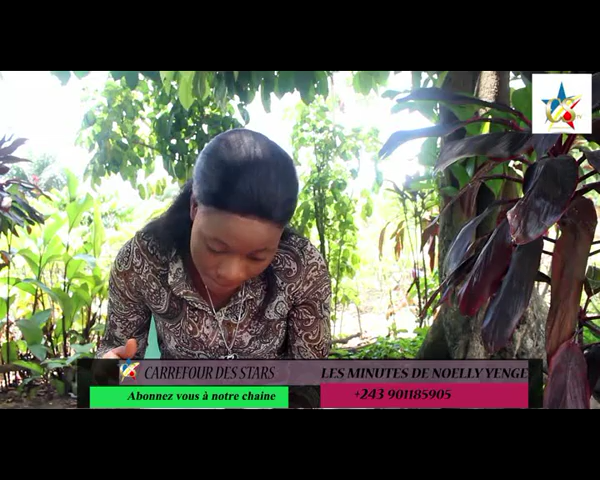 CARREFOUR DES STARS
LES MINUTES DE NOELLY YENGE
Abonnez vous à notre chaine
+243 901185905